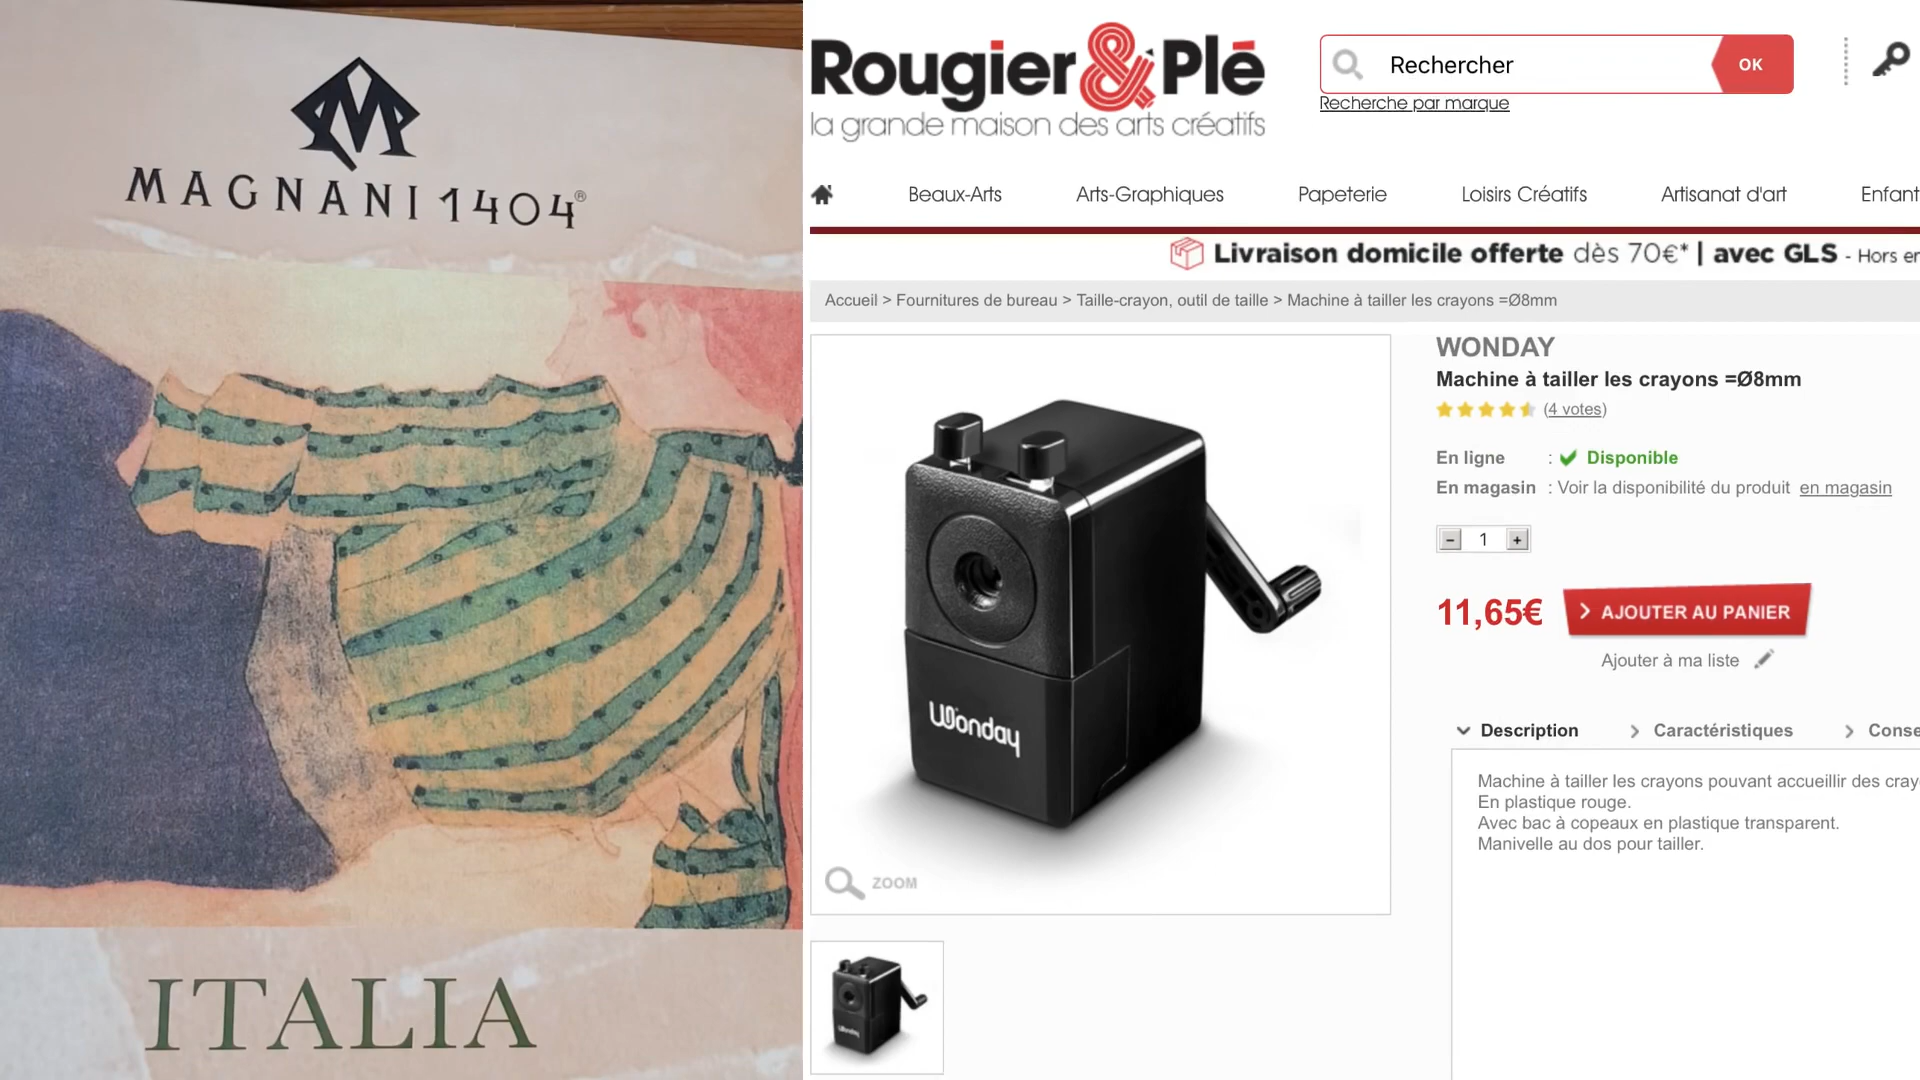 MAGNANI 1404®
ITALIA
Rougier & Plé
la grande maison des arts créatifs
Rechercher
OK
Recherche par marque
Beaux-Arts
Arts-Graphiques
Papeterie
Loisirs Créatifs
Artisanat d'art
Enfant
Livraison domicile offerte dès 70€* | avec GLS - Hors en
Accueil > Fournitures de bureau > Taille-crayon, outil de taille > Machine à tailler les crayons =Ø8mm
Wonday
ZOOM
Wonday
WONDAY
Machine à tailler les crayons =Ø8mm
(4 votes)
En ligne : Disponible
En magasin : Voir la disponibilité du produit en magasin
- 1 +
11,65€
> AJOUTER AU PANIER
Ajouter à ma liste
Description
Caractéristiques
Conse
Machine à tailler les crayons pouvant accueillir des cray
En plastique rouge.
Avec bac à copeaux en plastique transparent.
Manivelle au dos pour tailler.